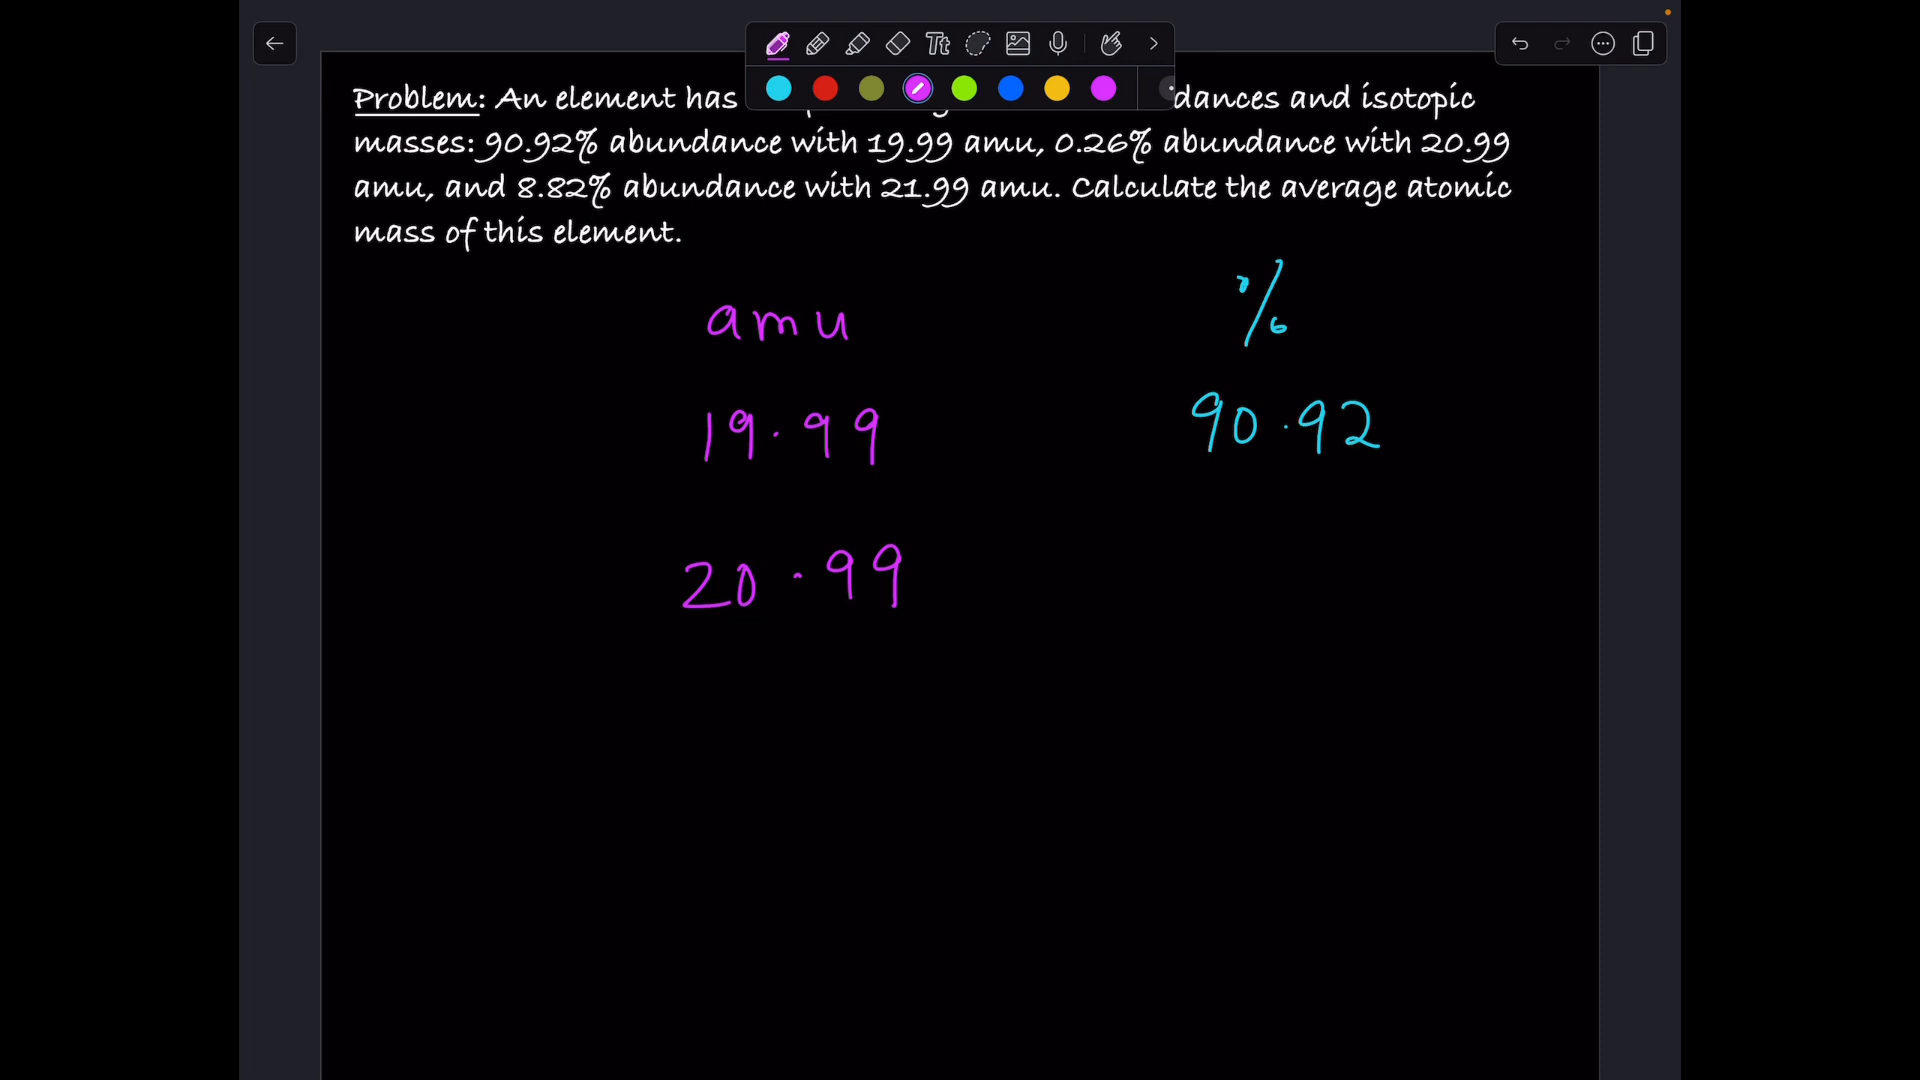 Tt
Problem: An element has dances and isotopic
masses: 90.92% abundance with 19.99 amu, 0.26% abundance with 20.99
amu, and 8.82% abundance with 21.99 amu. Calculate the average atomic
mass of this element.
amu %
19.99 90.92
20.99